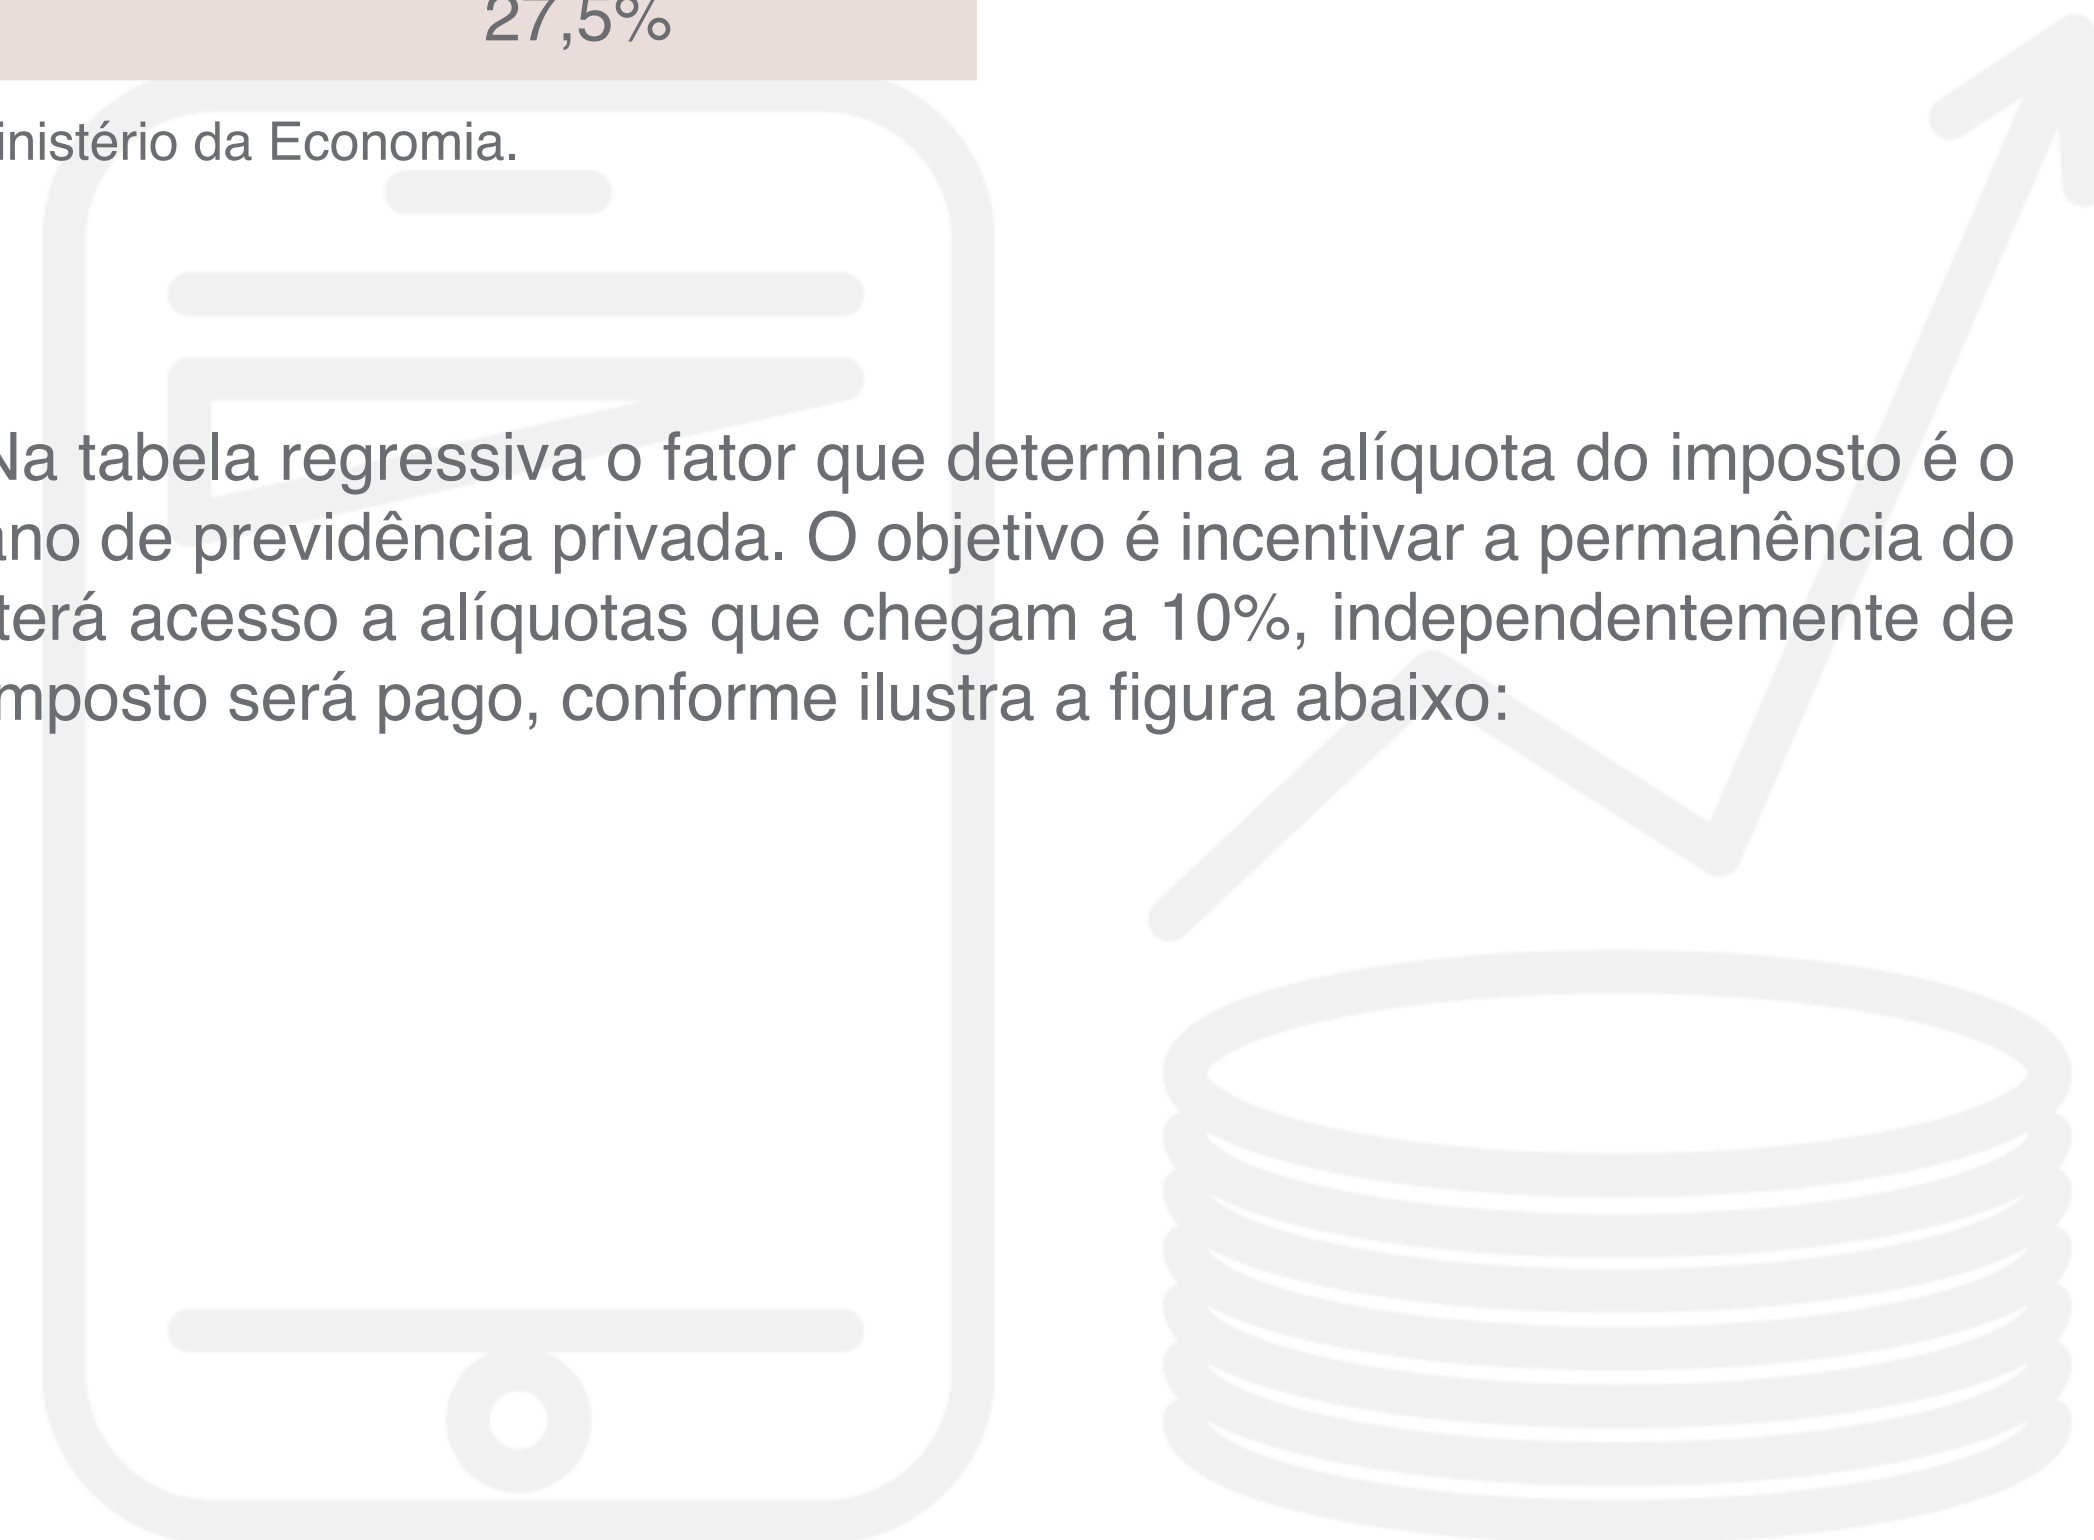 27,5%
inistério da Economia.
Na tabela regressiva o fator que determina a alíquota do imposto é o
ano de previdência privada. O objetivo é incentivar a permanência do
terá acesso a alíquotas que chegam a 10%, independentemente de
mposto será pago, conforme ilustra a figura abaixo: